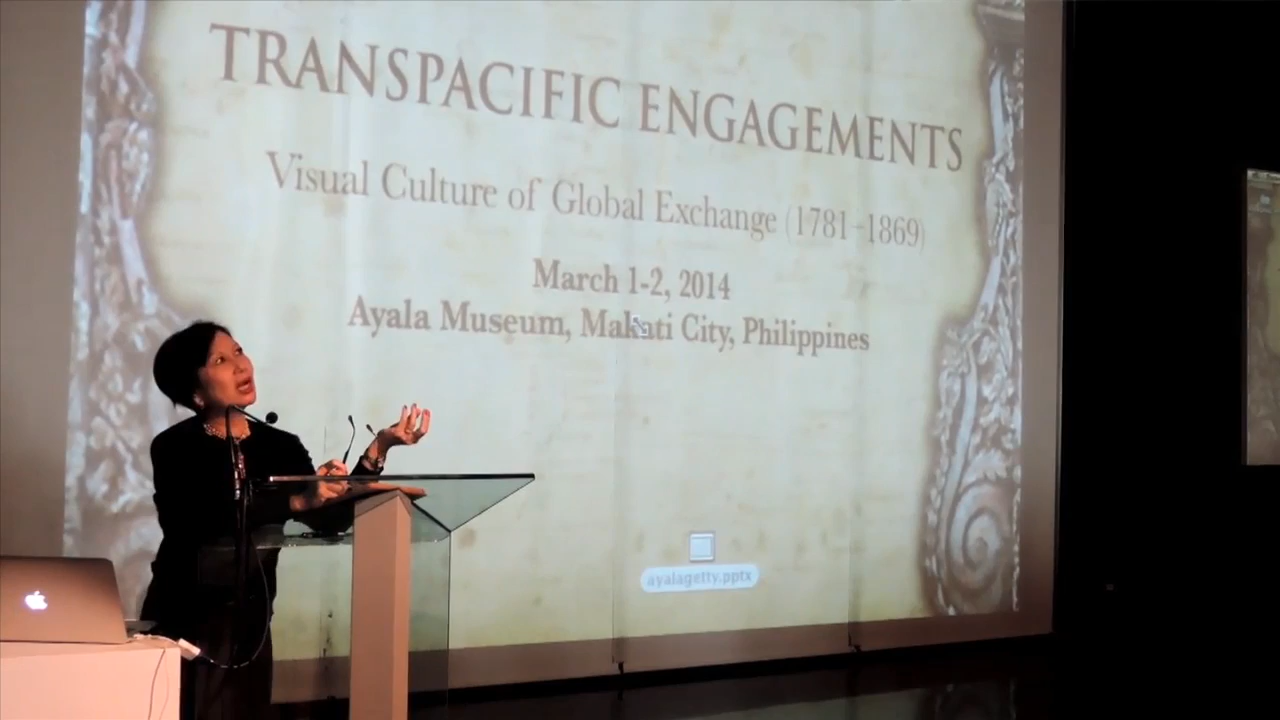 TRANSPACIFIC ENGAGEMENTS
Visual Culture of Global Exchange (1781–1869)
March 1-2, 2014
Ayala Museum, Makati City, Philippines
ayalagetty.pptx